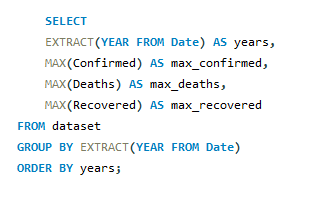 SELECT
EXTRACT(YEAR FROM Date) AS years,
MAX(Confirmed) AS max_confirmed,
MAX(Deaths) AS max_deaths,
MAX(Recovered) AS max_recovered
FROM dataset
GROUP BY EXTRACT(YEAR FROM Date)
ORDER BY years;